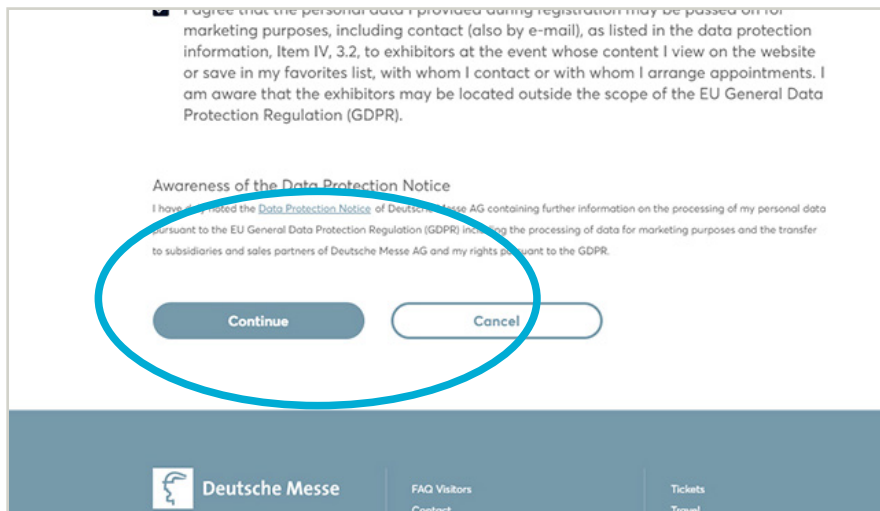 I agree that the personal data I provided during registration may be passed on for
marketing purposes, including contact (also by e-mail), as listed in the data protection
information, Item IV, 3.2, to exhibitors at the event whose content I view on the website
or save in my favorites list, with whom I contact or with whom I arrange appointments. I
am aware that the exhibitors may be located outside the scope of the EU General Data
Protection Regulation (GDPR).
Awareness of the Data Protection Notice
I have duly noted the Data Protection Notice of Deutsche Messe AG containing further information on the processing of my personal data
pursuant to the EU General Data Protection Regulation (GDPR) including the processing of data for marketing purposes and the transfer
to subsidiaries and sales partners of Deutsche Messe AG and my rights pursuant to the GDPR.
Continue
Cancel
Deutsche Messe
FAQ Visitors
Contact
Tickets
Travel